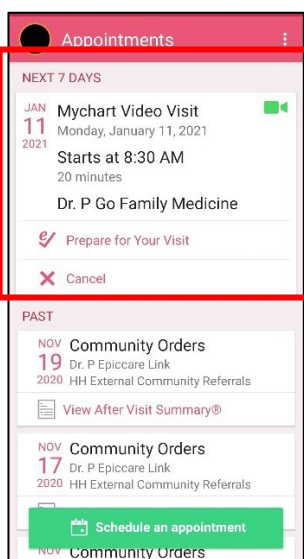 Appointments
NEXT 7 DAYS
JAN
11
2021
Mychart Video Visit
Monday, January 11, 2021
Starts at 8:30 AM
20 minutes
Dr. P Go Family Medicine
Prepare for Your Visit
Cancel
PAST
NOV
19
2020
Community Orders
Dr. P Epiccare Link
HH External Community Referrals
View After Visit Summary®
NOV
17
2020
Community Orders
Dr. P Epiccare Link
HH External Community Referrals
Schedule an appointment
NOV
Community Orders